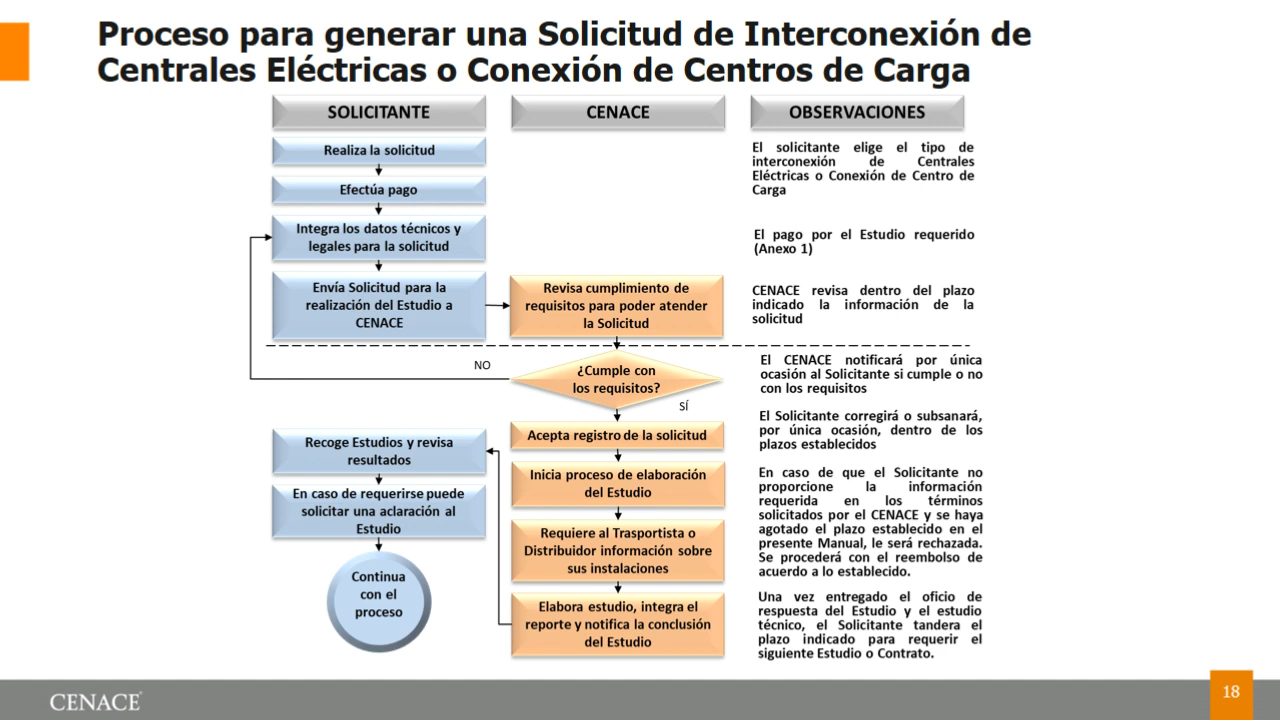 Proceso para generar una Solicitud de Interconexión de
Centrales Eléctricas o Conexión de Centros de Carga
SOLICITANTE
CENACE
OBSERVACIONES
Realiza la solicitud
Efectúa pago
Integra los datos técnicos y
legales para la solicitud
Envía Solicitud para la
realización del Estudio a
CENACE
Revisa cumplimiento de
requisitos para poder atender
la Solicitud
El solicitante elige el tipo de
interconexión de Centrales
Eléctricas o Conexión de Centro de
Carga
El pago por el Estudio requerido
(Anexo 1)
CENACE revisa dentro del plazo
indicado la información de la
solicitud
NO
¿Cumple con
los requisitos?
SÍ
El CENACE notificará por única
ocasión al Solicitante si cumple o no
con los requisitos
El Solicitante corregirá o subsanará,
por única ocasión, dentro de los
plazos establecidos
Acepta registro de la solicitud
Inicia proceso de elaboración
del Estudio
Requiere al Trasportista o
Distribuidor información sobre
sus instalaciones
Elabora estudio, integra el
reporte y notifica la conclusión
del Estudio
Recoge Estudios y revisa
resultados
En caso de requerirse puede
solicitar una aclaración al
Estudio
Continua
con el
proceso
En caso de que el Solicitante no
proporcione la información
requerida en los términos
solicitados por el CENACE y se haya
agotado el plazo establecido en el
presente Manual, le será rechazada.
Se procederá con el reembolso de
acuerdo a lo establecido.
Una vez entregado el oficio de
respuesta del Estudio y el estudio
técnico, el Solicitante tandera el
plazo indicado para requerir el
siguiente Estudio o Contrato.
CENACE
18